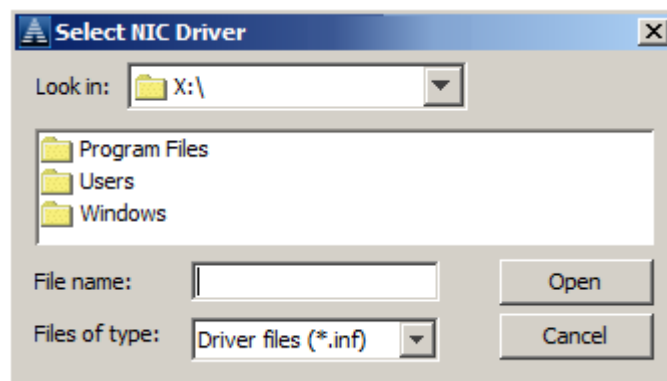 Select NIC Driver
Look in: X:\
Program Files
Users
Windows
File name: Open
Files of type: Driver files (*.inf) Cancel